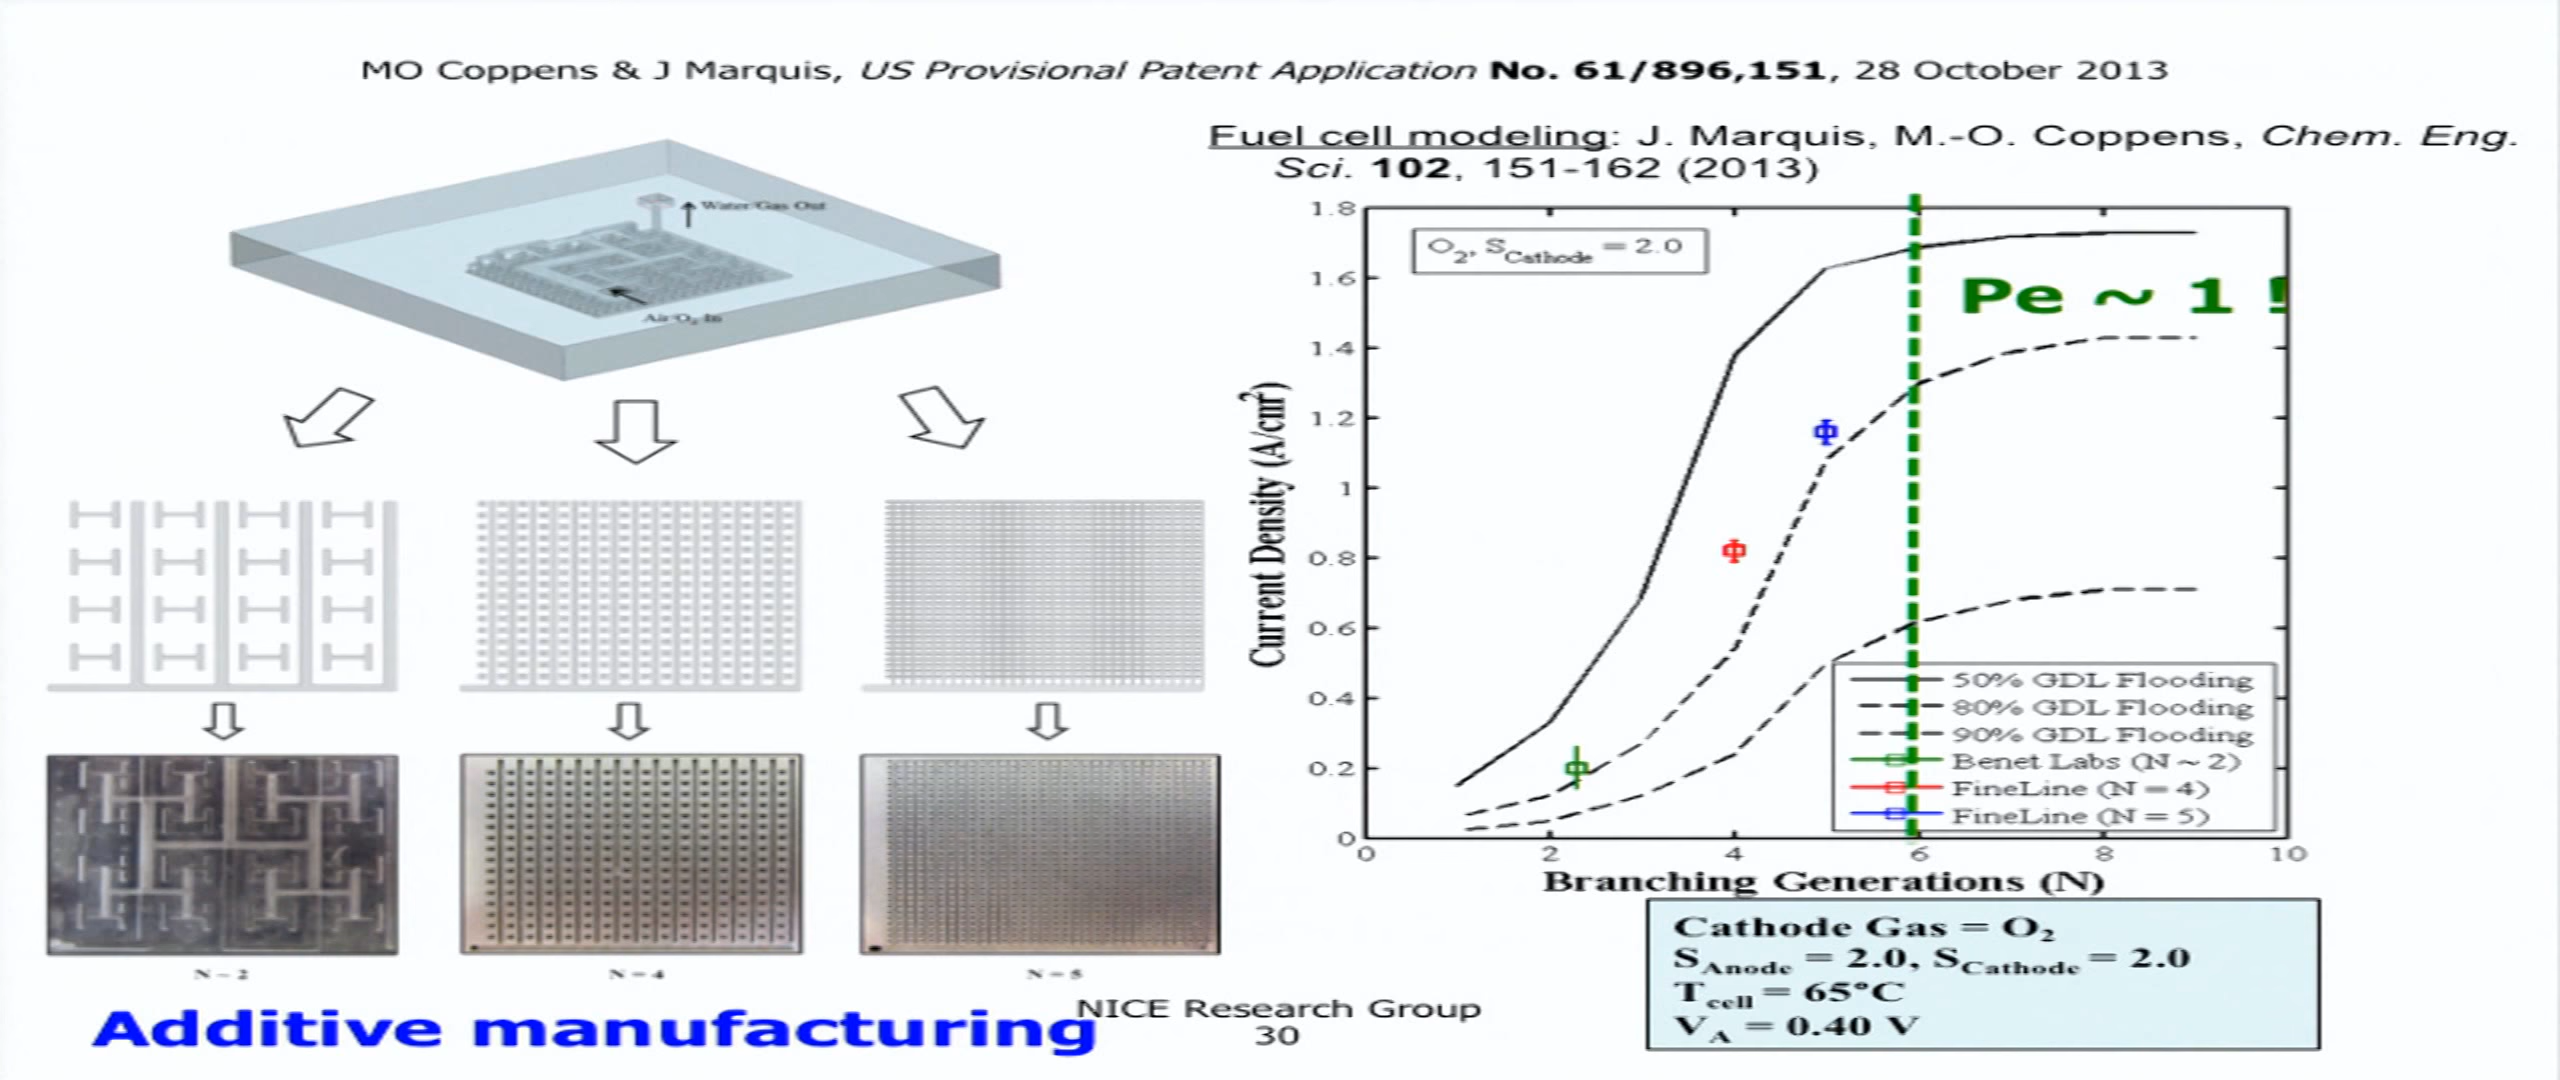 MO Coppens & J Marquis, US Provisional Patent Application No. 61/896,151, 28 October 2013
Fuel cell modeling: J. Marquis, M.-O. Coppens, Chem. Eng.
Sci. 102, 151-162 (2013)
Water/Gas Out
Air/O2 In
N ~ 2
N = 4
N = 5
Additive manufacturing
NICE Research Group
30
O2, SCathode = 2.0
Pe ~ 1 !
Current Density (A/cm2)
1.8
1.6
1.4
1.2
1
0.8
0.6
0.4
0.2
0
0 2 4 6 8 10
Branching Generations (N)
50% GDL Flooding
80% GDL Flooding
90% GDL Flooding
Benet Labs (N ~ 2)
FineLine (N = 4)
FineLine (N = 5)
Cathode Gas = O2
SAnode = 2.0, SCathode = 2.0
Tcell = 65°C
VA = 0.40 V